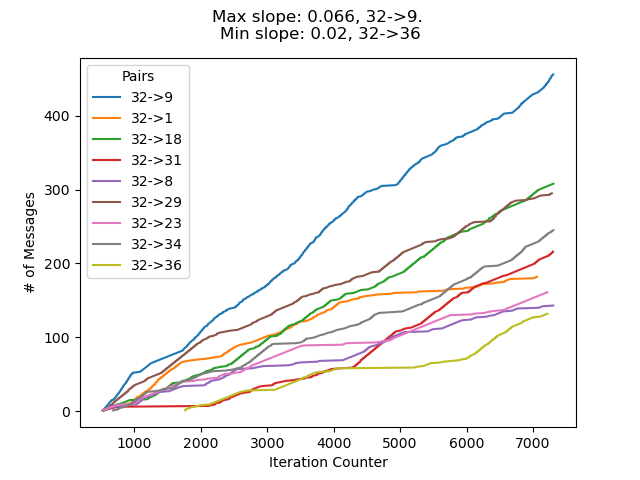 Max slope: 0.066, 32->9.
Min slope: 0.02, 32->36
Pairs
32->9
32->1
32->18
32->31
32->8
32->29
32->23
32->34
32->36
# of Messages
400
300
200
100
0
1000 2000 3000 4000 5000 6000 7000
Iteration Counter